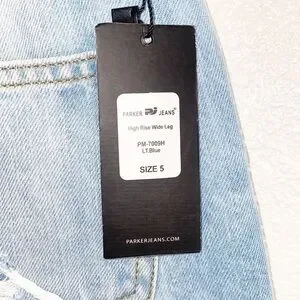 PARKER PJ JEANS®
High Rise Wide Leg
PM-7009H
LT.Blue
SIZE 5
PARKERJEANS.COM